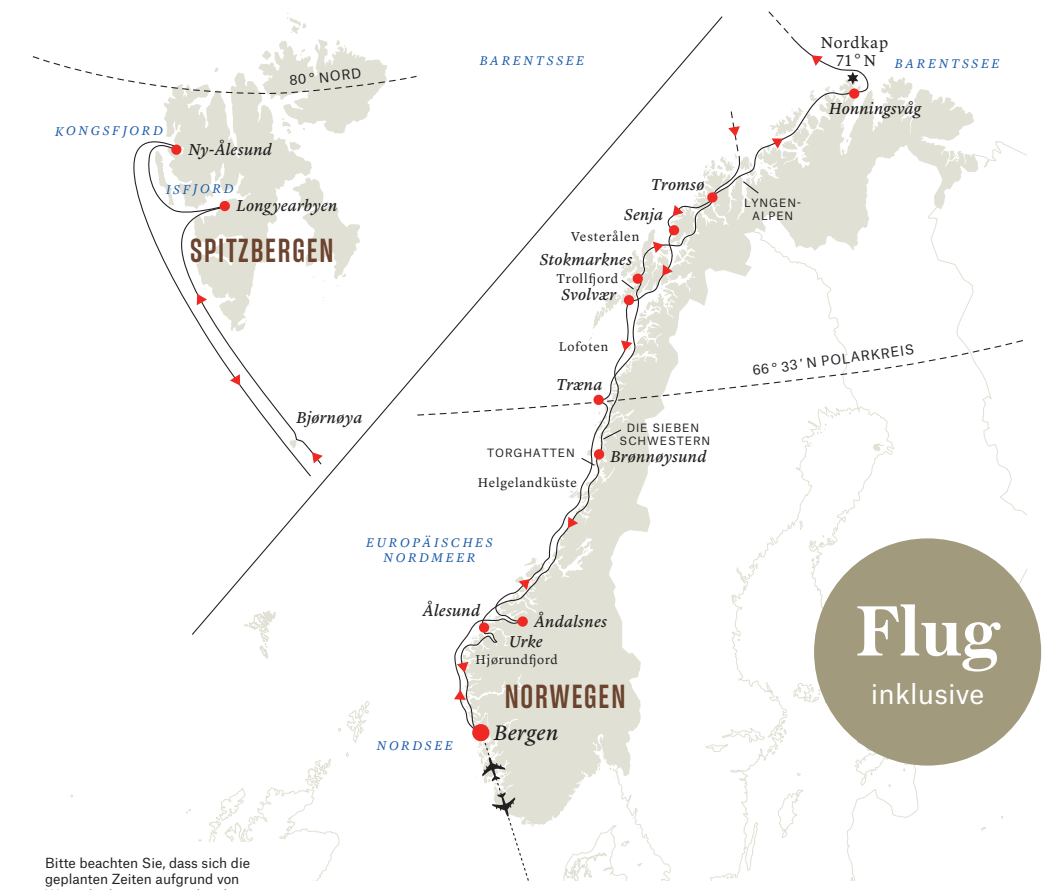 80° NORD
BARENTSSEE
Nordkap
71° N
BARENTSSEE
Honningsvåg
KONGSFJORD
Ny-Ålesund
ISFJORD
Longyearbyen
SPITZBERGEN
Tromsø
LYNGEN-
ALPEN
Senja
Vesterålen
Stokmarknes
Trollfjord
Svolvær
Lofoten
66° 33’ N POLARKREIS
Træna
Bjørnøya
DIE SIEBEN
SCHWESTERN
TORGHATTEN
Brønnøysund
Helgelandküste
EUROPÄISCHES
NORDMEER
Ålesund
Åndalsnes
Urke
Hjørundfjord
NORWEGEN
Flug
inklusive
Bergen
NORDSEE
Bitte beachten Sie, dass sich die
geplanten Zeiten aufgrund von